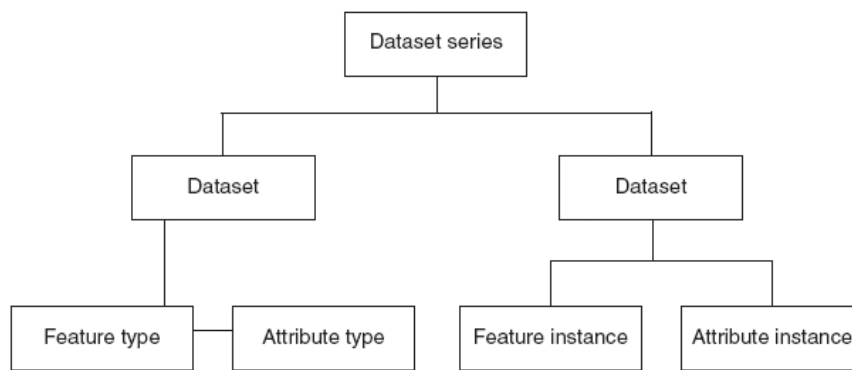 Dataset series
Dataset
Dataset
Feature type
Attribute type
Feature instance
Attribute instance